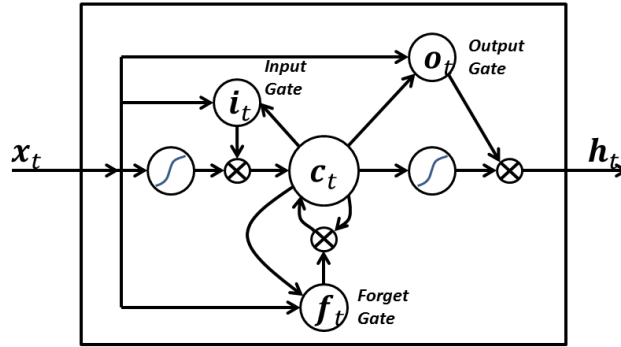 Input
Gate
Output
Gate
o_t
i_t
x_t
c_t
h_t
f_t
Forget
Gate